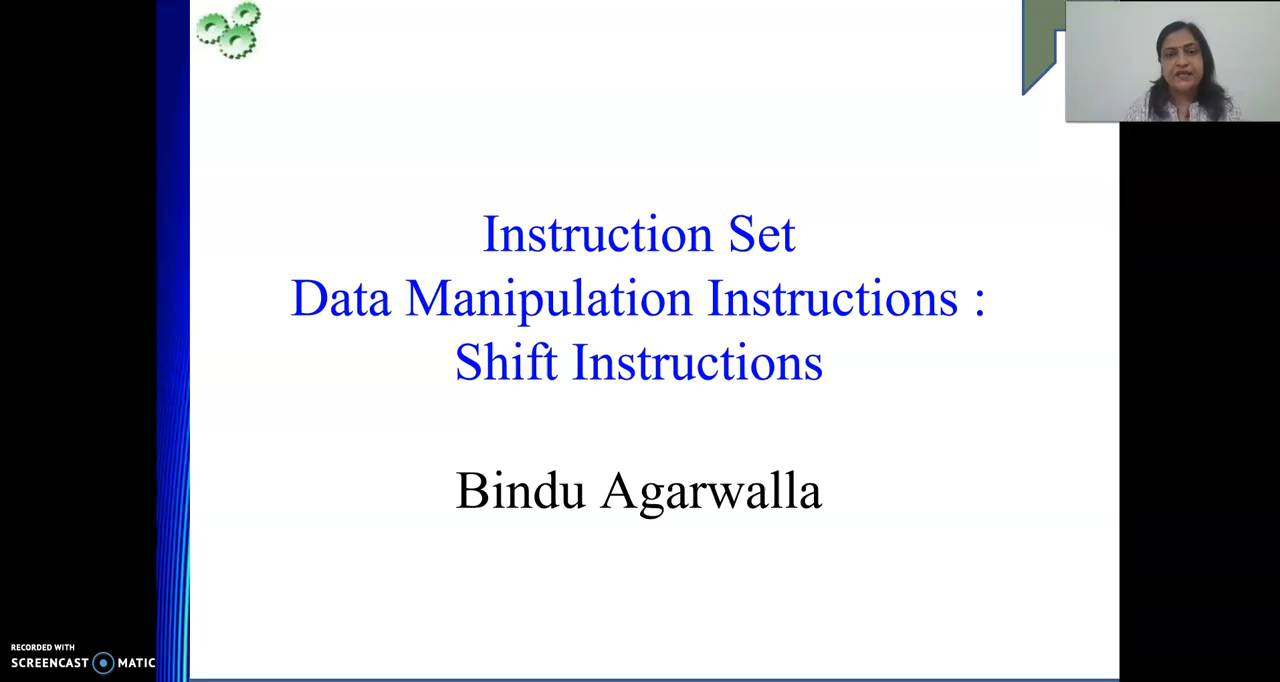 Instruction Set
Data Manipulation Instructions :
Shift Instructions
Bindu Agarwalla
RECORDED WITH
SCREENCAST MATIC